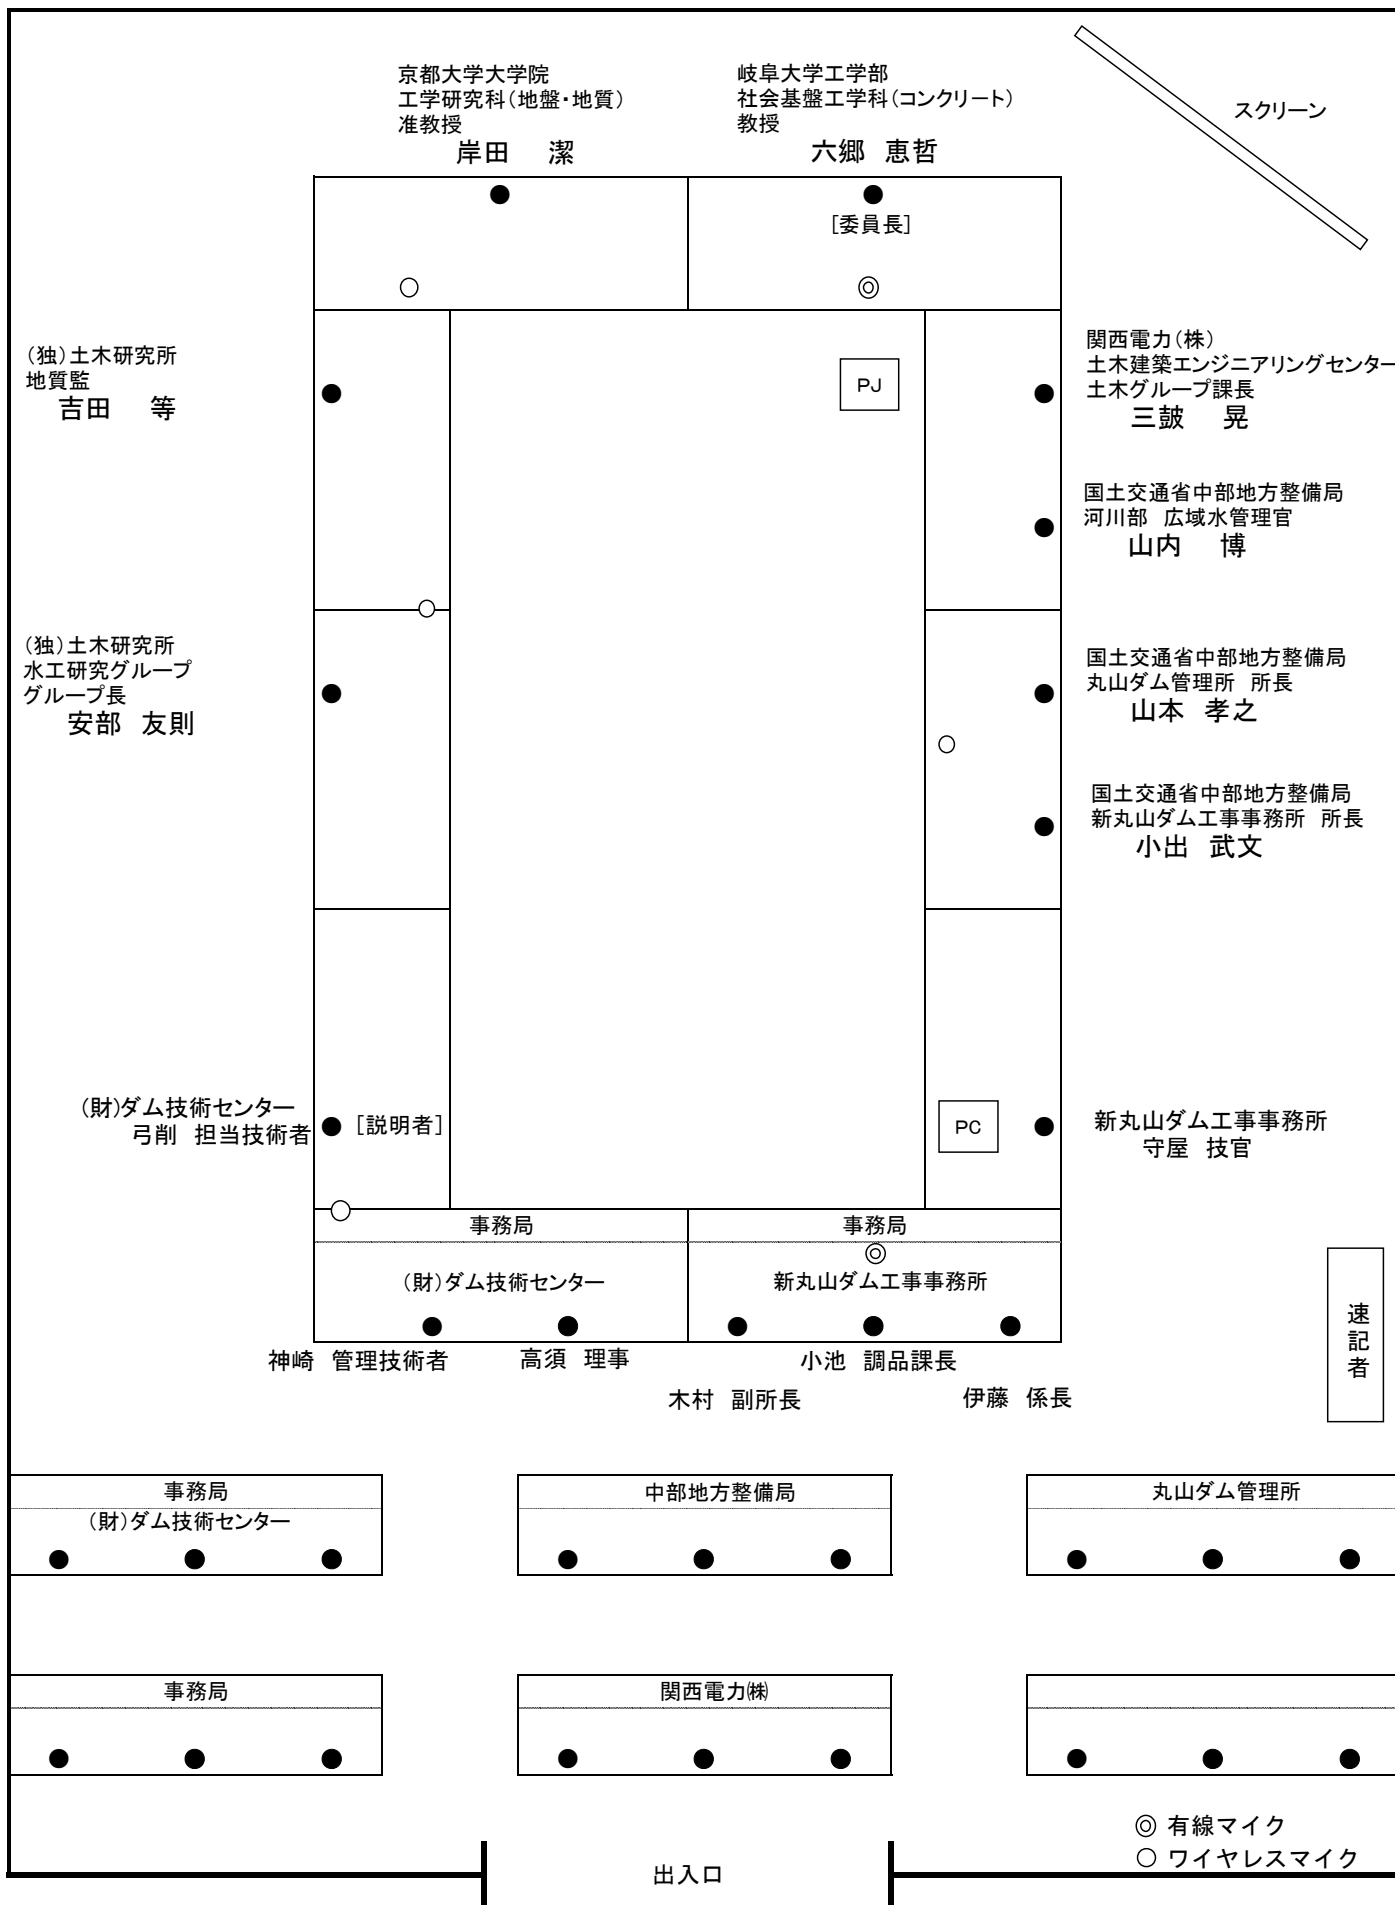 京都大学大学院
工学研究科(地盤・地質)
准教授
岸田 潔
岐阜大学工学部
社会基盤工学科(コンクリート)
教授
六郷 恵哲
スクリーン
[委員長]
(独)土木研究所
地質監
吉田 等
PJ
関西電力(株)
土木建築エンジニアリングセンター
土木グループ課長
三皷 晃
国土交通省中部地方整備局
河川部 広域水管理官
山内 博
(独)土木研究所
水工研究グループ
グループ長
安部 友則
国土交通省中部地方整備局
丸山ダム管理所 所長
山本 孝之
国土交通省中部地方整備局
新丸山ダム工事事務所 所長
小出 武文
(財)ダム技術センター
弓削 担当技術者
[説明者]
PC
新丸山ダム工事事務所
守屋 技官
事務局
事務局
(財)ダム技術センター
新丸山ダム工事事務所
神崎 管理技術者
高須 理事
小池 調品課長
木村 副所長
伊藤 係長
速記者
事務局
(財)ダム技術センター
中部地方整備局
丸山ダム管理所
事務局
関西電力㈱
◎ 有線マイク
○ ワイヤレスマイク
出入口